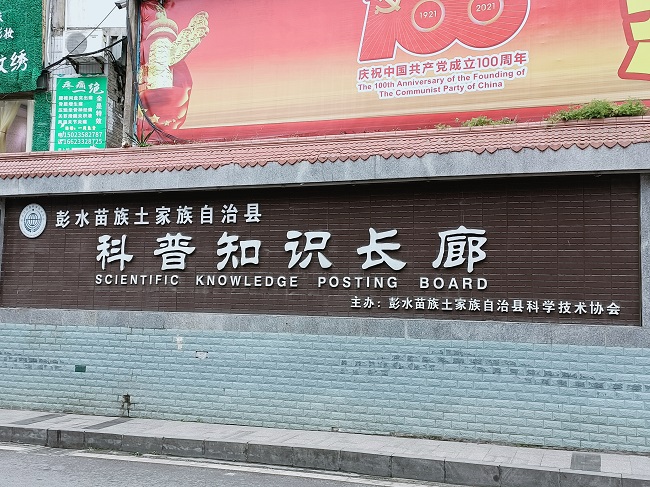 1921 2021
庆祝中国共产党成立100周年
The 100th Anniversary of the Founding of
The Communist Party of China
15023582787
16623328725
彭水苗族土家族自治县
科普知识长廊
SCIENTIFIC KNOWLEDGE POSTING BOARD
主办：彭水苗族土家族自治县科学技术协会